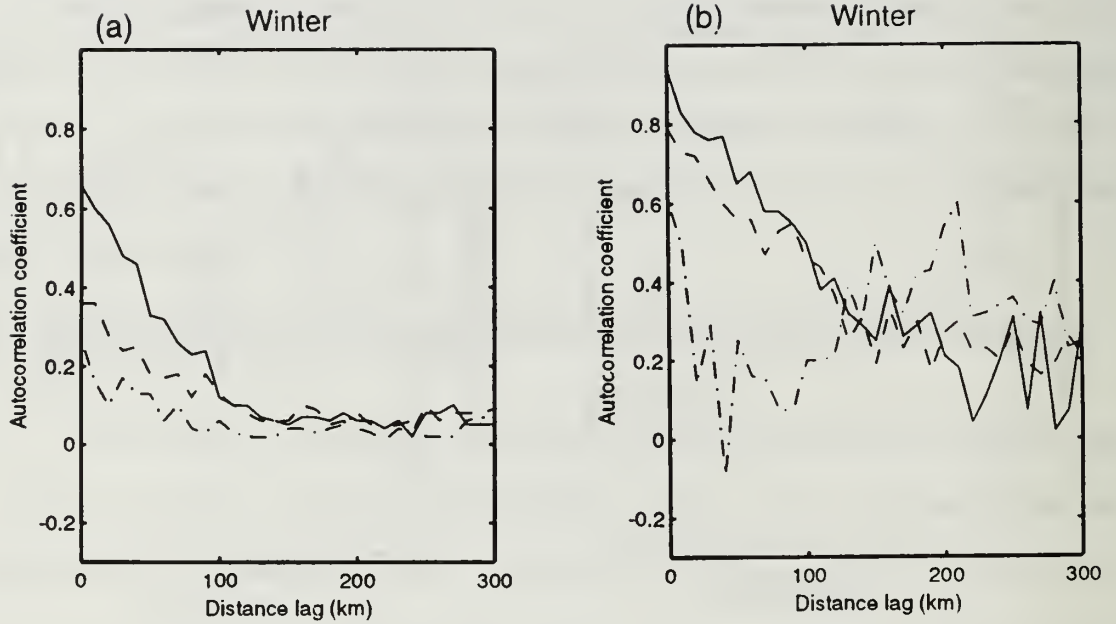 (a) Winter
0.8
0.6
0.4
0.2
0
-0.2
Autocorrelation coefficient
0 100 200 300
Distance lag (km)
(b) Winter
0.8
0.6
0.4
0.2
0
-0.2
Autocorrelation coefficient
0 100 200 300
Distance lag (km)